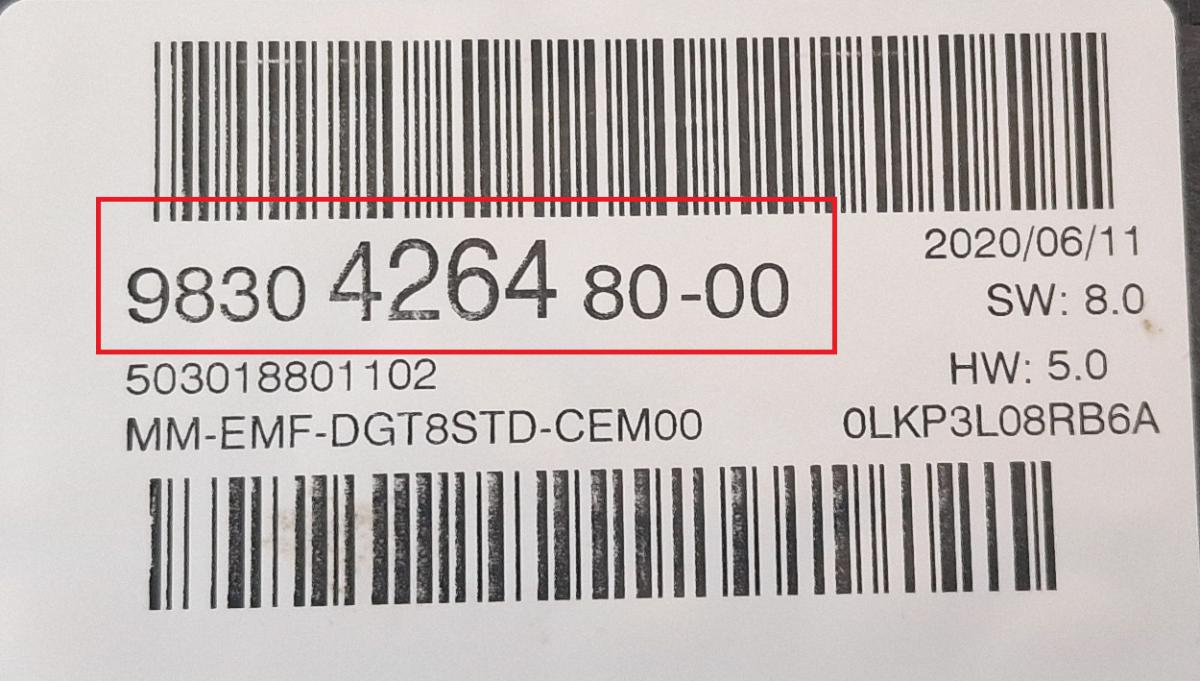 9830 4264 80-00
2020/06/11
SW: 8.0
503018801102
HW: 5.0
MM-EMF-DGT8STD-CEM00
0LKP3L08RB6A